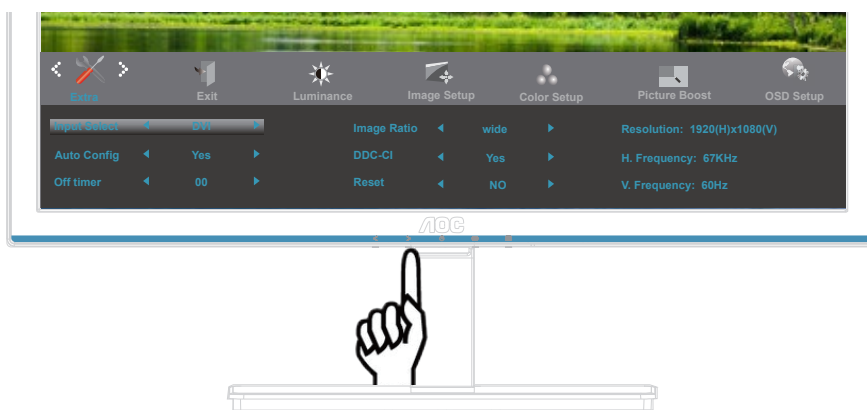 Extra
Exit
Luminance
Image Setup
Color Setup
Picture Boost
OSD Setup
Input Select DVI
Auto Config Yes
Off timer 00
Image Ratio wide
DDC-CI Yes
Reset NO
Resolution: 1920(H)x1080(V)
H. Frequency: 67KHz
V. Frequency: 60Hz
AOC